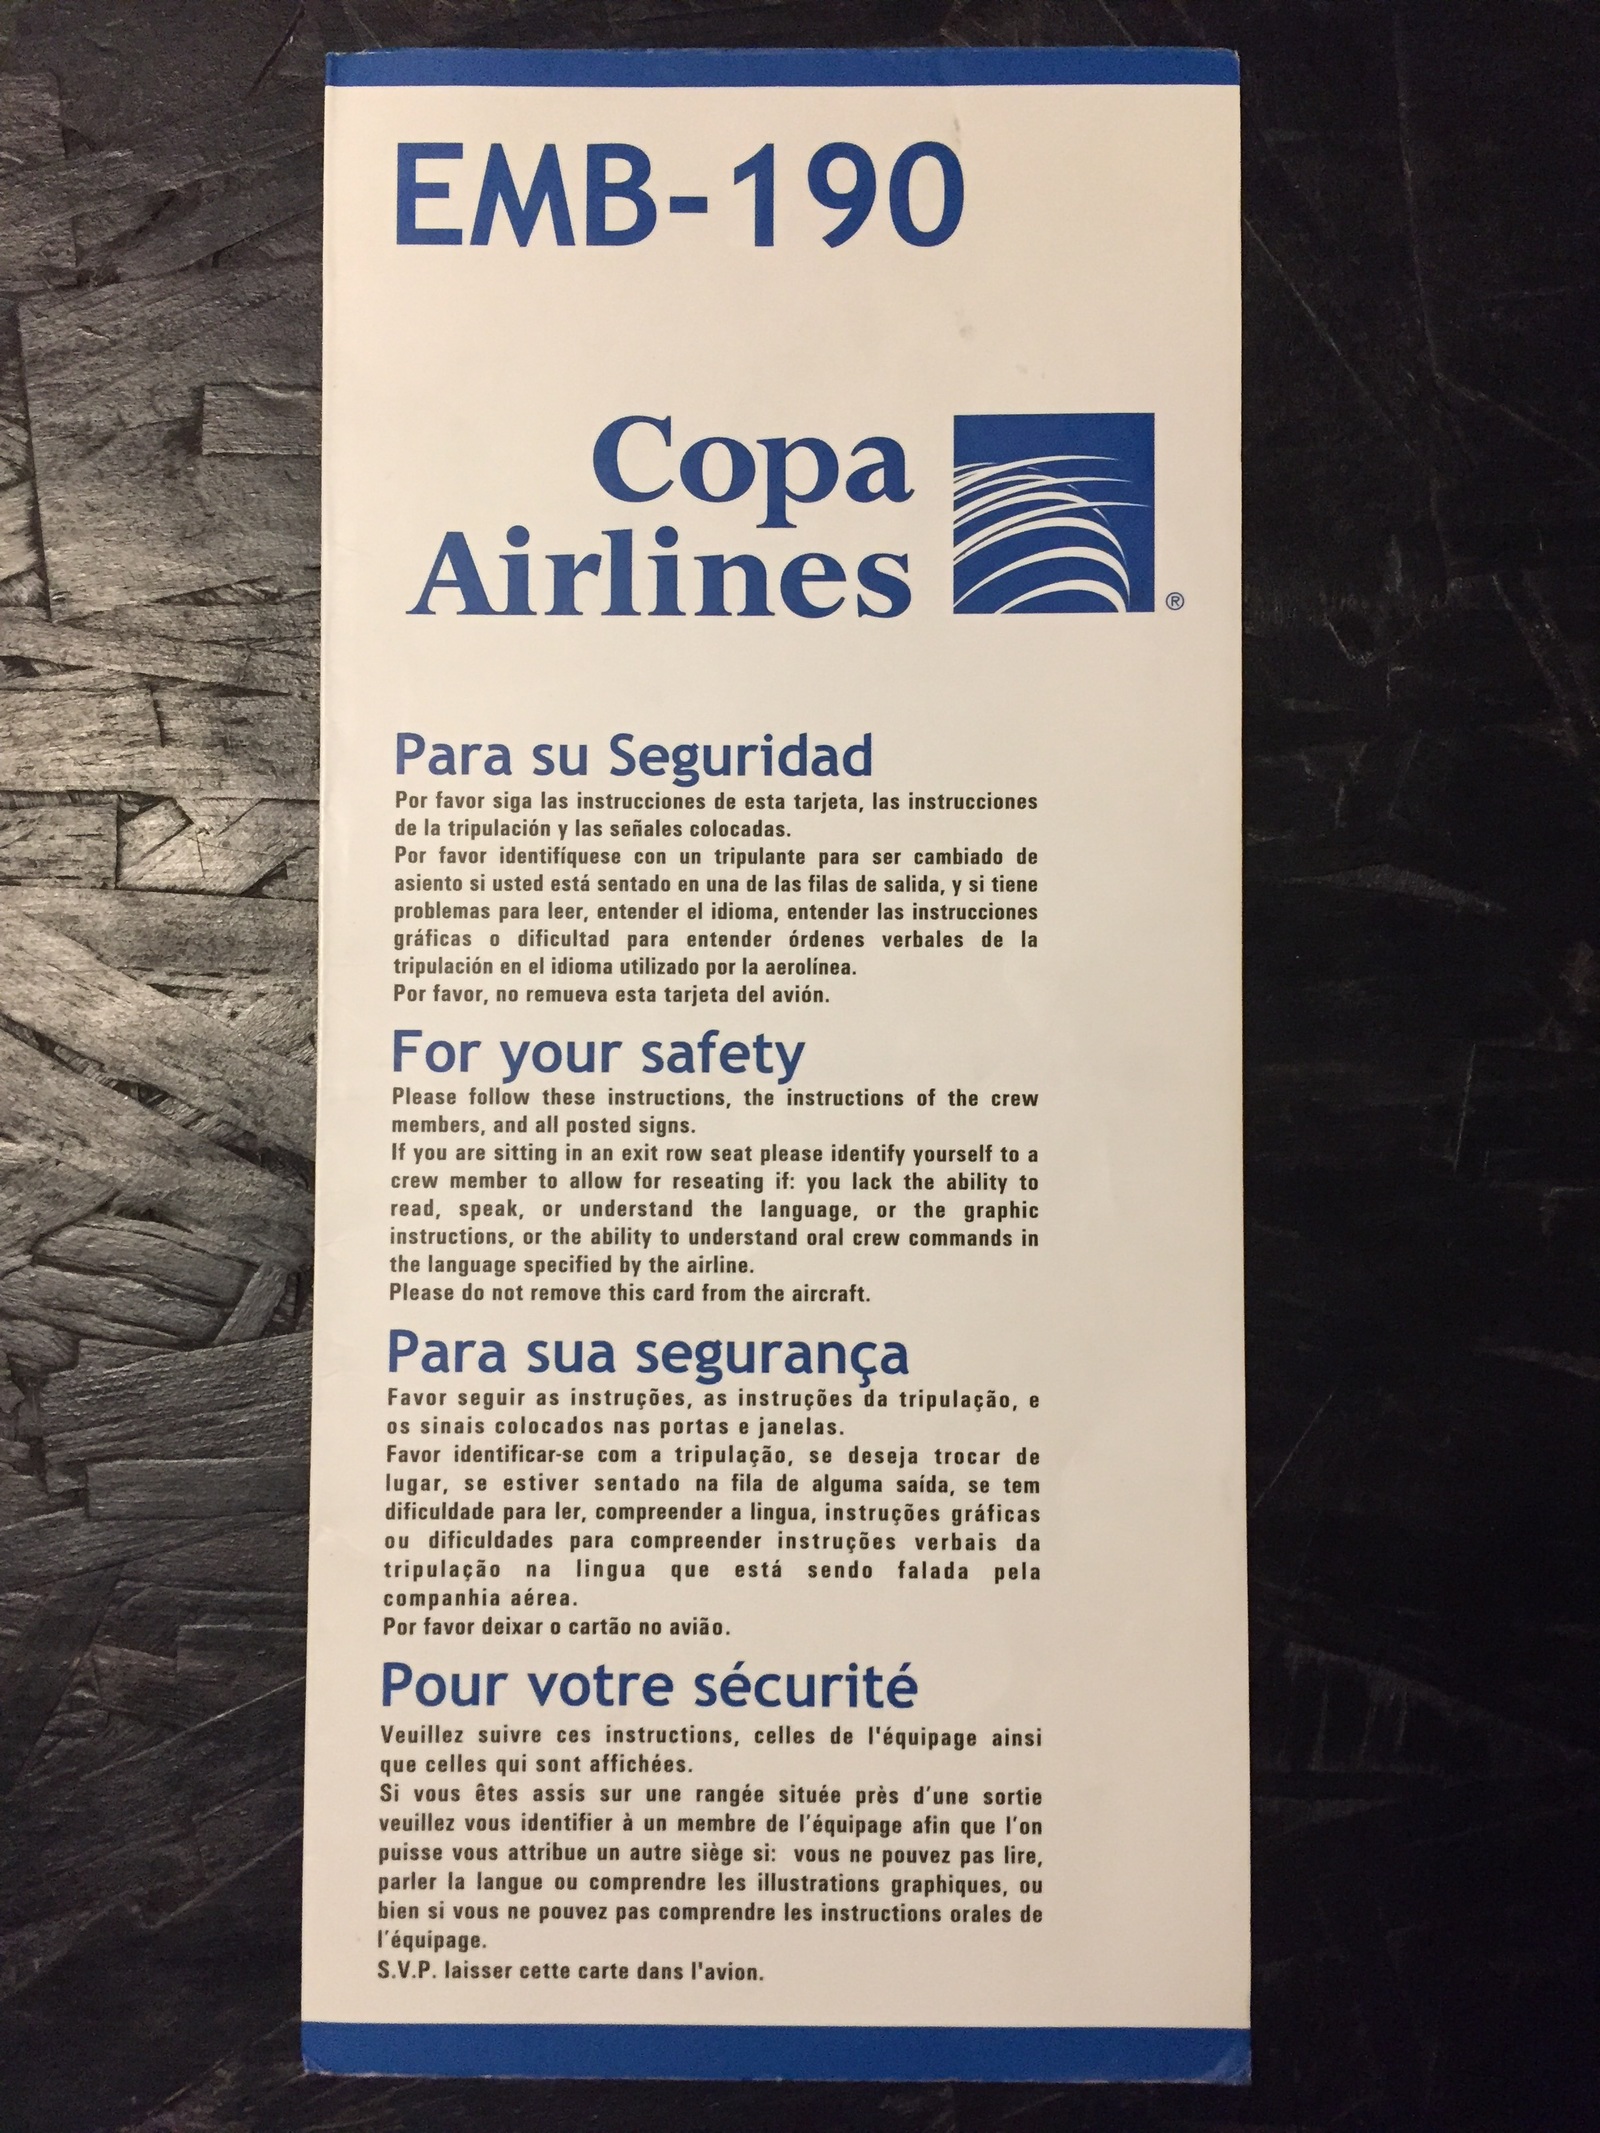 EMB-190
Copa
Airlines
®
Para su Seguridad
Por favor siga las instrucciones de esta tarjeta, las instrucciones
de la tripulación y las señales colocadas.
Por favor identifíquese con un tripulante para ser cambiado de
asiento si usted está sentado en una de las filas de salida, y si tiene
problemas para leer, entender el idioma, entender las instrucciones
gráficas o dificultad para entender órdenes verbales de la
tripulación en el idioma utilizado por la aerolínea.
Por favor, no remueva esta tarjeta del avión.
For your safety
Please follow these instructions, the instructions of the crew
members, and all posted signs.
If you are sitting in an exit row seat please identify yourself to a
crew member to allow for reseating if: you lack the ability to
read, speak, or understand the language, or the graphic
instructions, or the ability to understand oral crew commands in
the language specified by the airline.
Please do not remove this card from the aircraft.
Para sua segurança
Favor seguir as instruções, as instruções da tripulação, e
os sinais colocados nas portas e janelas.
Favor identificar-se com a tripulação, se deseja trocar de
lugar, se estiver sentado na fila de alguma saída, se tem
dificuldade para ler, compreender a lingua, instruções gráficas
ou dificuldades para compreender instruções verbais da
tripulação na lingua que está sendo falada pela
companhia aérea.
Por favor deixar o cartão no avião.
Pour votre sécurité
Veuillez suivre ces instructions, celles de l'équipage ainsi
que celles qui sont affichées.
Si vous êtes assis sur une rangée située près d'une sortie
veuillez vous identifier à un membre de l'équipage afin que l'on
puisse vous attribue un autre siège si: vous ne pouvez pas lire,
parler la langue ou comprendre les illustrations graphiques, ou
bien si vous ne pouvez pas comprendre les instructions orales de
l'équipage.
S.V.P. laisser cette carte dans l'avion.